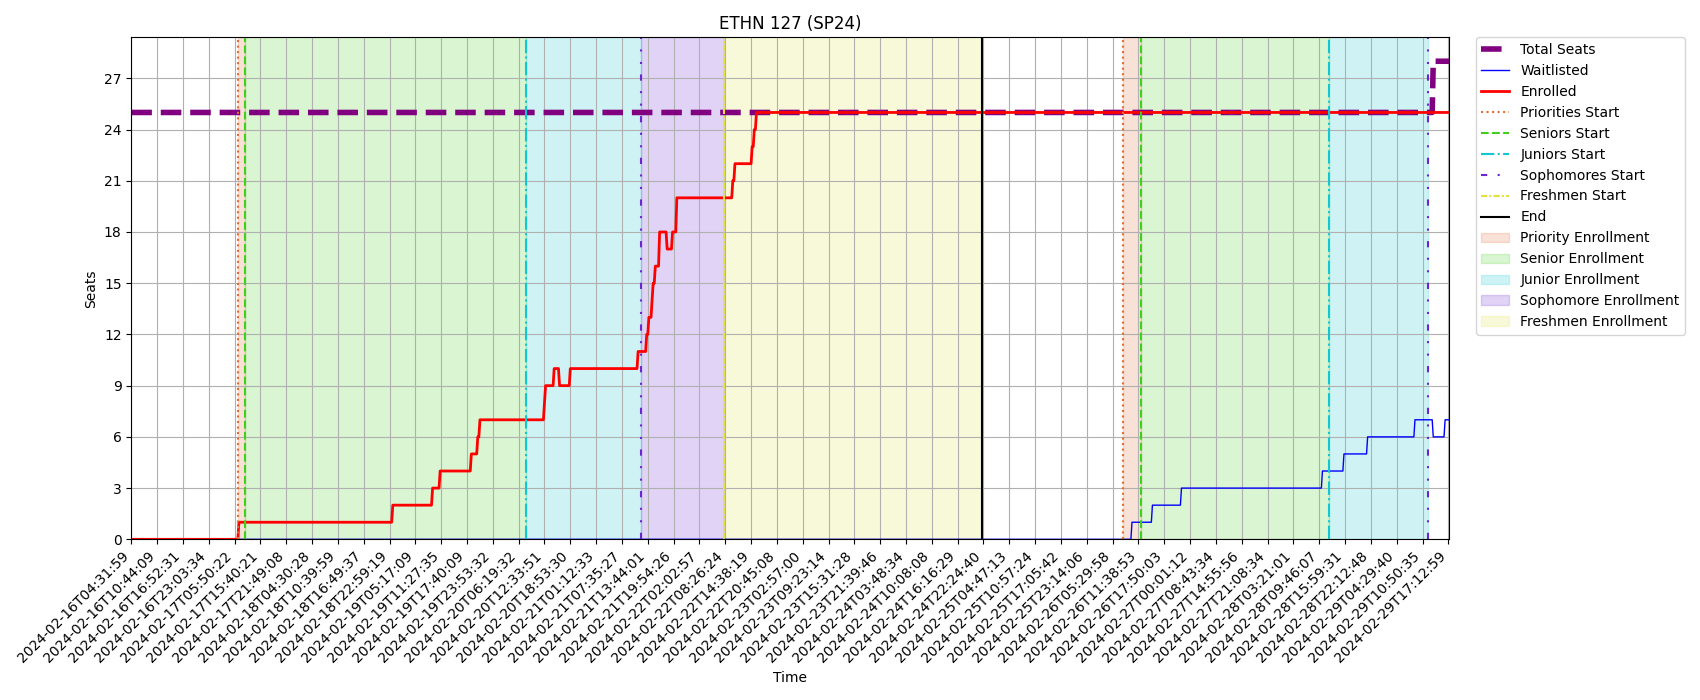 ETHN 127 (SP24)
Seats
27
24
21
18
15
12
9
6
3
0
2024-02-16T04:31:59
2024-02-16T10:44:09
2024-02-16T16:52:31
2024-02-16T23:03:34
2024-02-17T05:50:22
2024-02-17T15:40:21
2024-02-17T21:49:08
2024-02-18T04:30:28
2024-02-18T10:39:59
2024-02-18T16:49:37
2024-02-18T22:59:19
2024-02-19T05:17:09
2024-02-19T11:27:35
2024-02-19T17:40:09
2024-02-19T23:53:32
2024-02-20T06:19:32
2024-02-20T12:33:51
2024-02-20T18:53:30
2024-02-21T01:12:33
2024-02-21T07:35:27
2024-02-21T13:44:01
2024-02-21T19:54:26
2024-02-22T02:02:57
2024-02-22T08:26:24
2024-02-22T14:38:19
2024-02-22T20:45:08
2024-02-23T02:57:00
2024-02-23T09:23:14
2024-02-23T15:31:28
2024-02-23T21:39:46
2024-02-24T03:48:34
2024-02-24T10:08:08
2024-02-24T16:16:29
2024-02-24T22:24:40
2024-02-25T04:47:13
2024-02-25T10:57:24
2024-02-25T17:05:42
2024-02-25T23:14:06
2024-02-26T05:29:58
2024-02-26T11:38:53
2024-02-26T17:50:03
2024-02-27T00:01:12
2024-02-27T08:43:34
2024-02-27T14:55:56
2024-02-27T21:08:34
2024-02-28T03:21:01
2024-02-28T09:46:07
2024-02-28T15:59:31
2024-02-28T22:12:48
2024-02-29T04:29:40
2024-02-29T10:50:35
2024-02-29T17:12:59
Time
Total Seats
Waitlisted
Enrolled
Priorities Start
Seniors Start
Juniors Start
Sophomores Start
Freshmen Start
End
Priority Enrollment
Senior Enrollment
Junior Enrollment
Sophomore Enrollment
Freshmen Enrollment